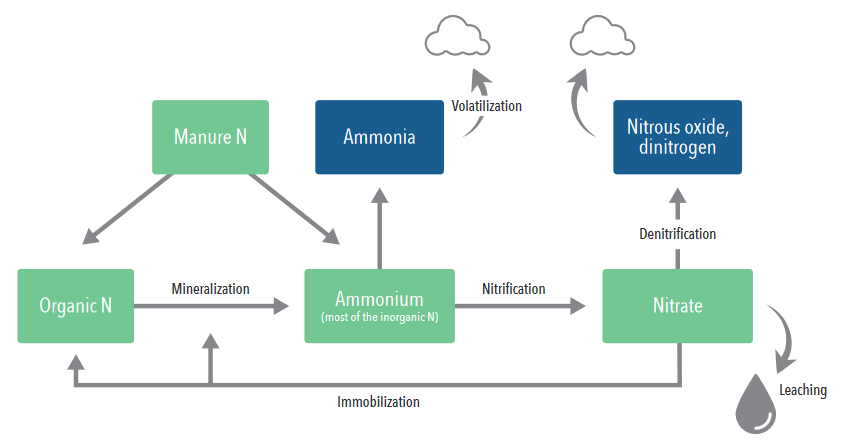 Volatilization
Manure N
Ammonia
Nitrous oxide,
dinitrogen
Denitrification
Organic N
Mineralization
Ammonium
(most of the inorganic N)
Nitrification
Nitrate
Immobilization
Leaching